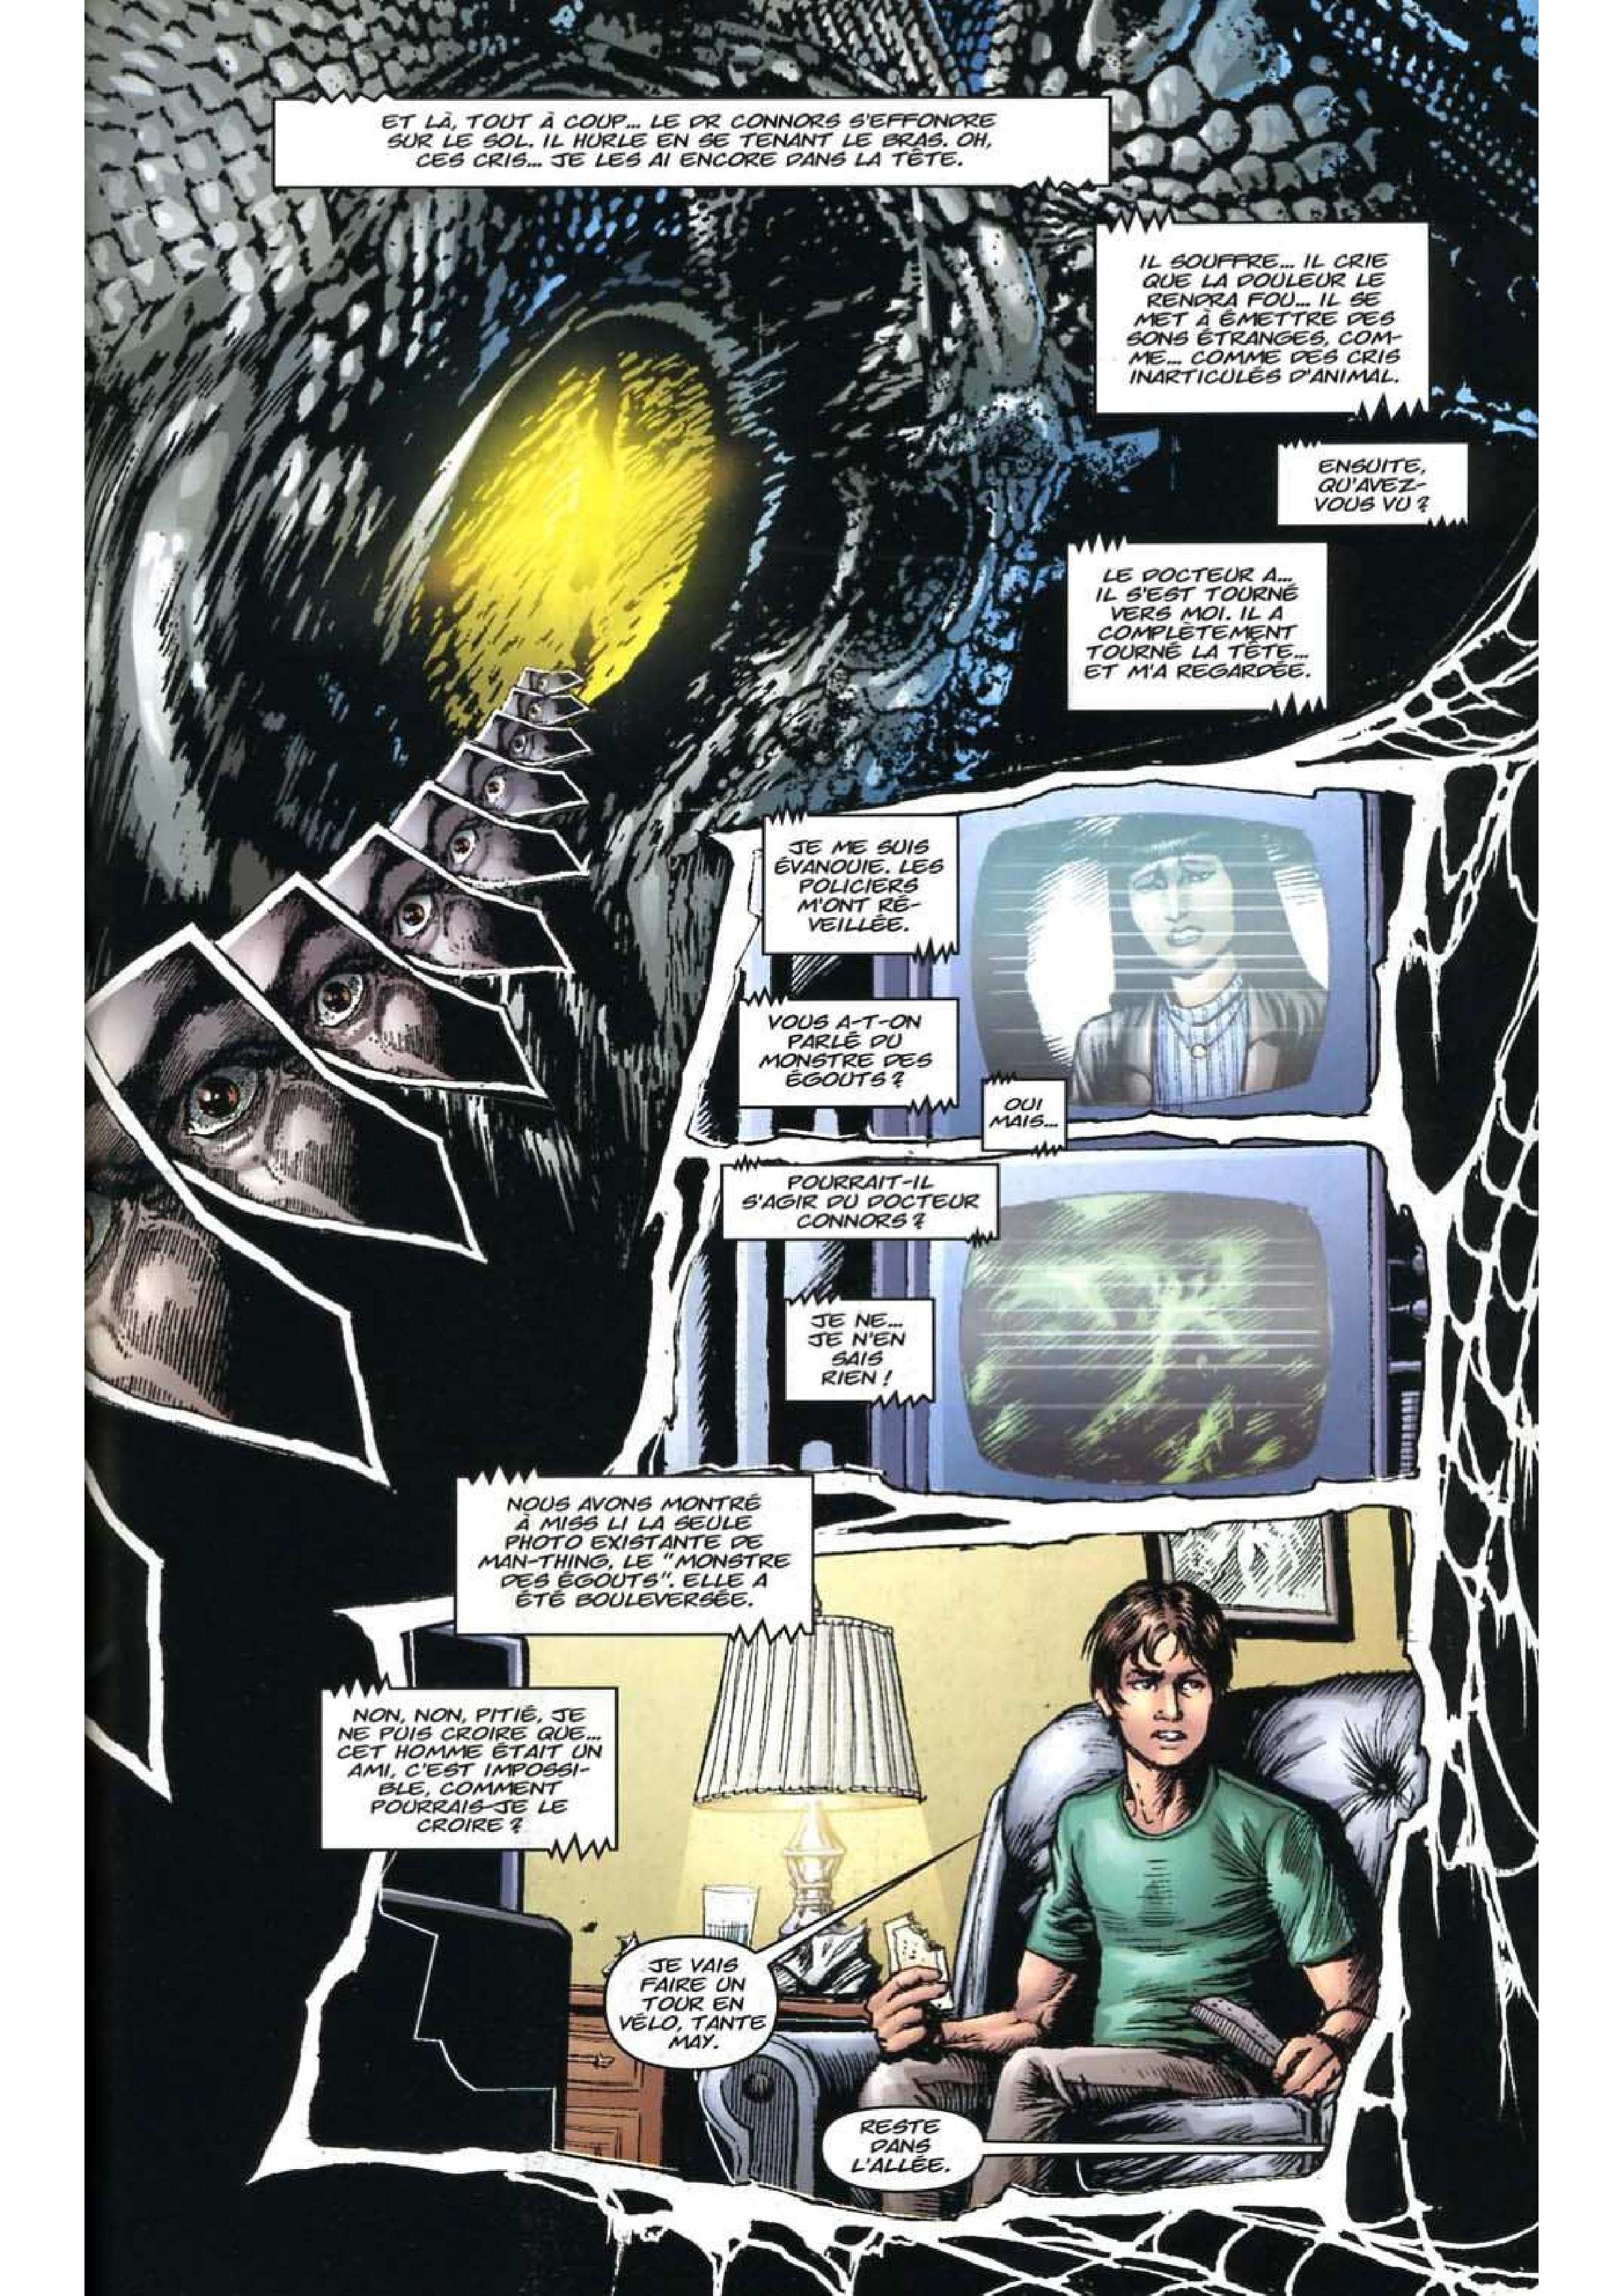 ET LÀ, TOUT À COUP... LE DR CONNORS S'EFFONDRE
SUR LE SOL. IL HURLE EN SE TENANT LE BRAS. OH,
CES CRIS... JE LES AI ENCORE DANS LA TÊTE.
IL SOUFFRE... IL CRIE
QUE LA DOULEUR LE
RENDRA FOU... IL SE
MET À ÉMETTRE DES
SONS ÉTRANGES, COM-
ME... COMME DES CRIS
INARTICULÉS D'ANIMAL.
ENSUITE,
QU'AVEZ-
VOUS VU ?
LE DOCTEUR A...
IL S'EST TOURNÉ
VERS MOI. IL A
COMPLÈTEMENT
TOURNÉ LA TÊTE...
ET M'A REGARDÉE.
JE ME SUIS
ÉVANOUIE. LES
POLICIERS
M'ONT RÉ-
VEILLÉE.
VOUS A-T-ON
PARLÉ DU
MONSTRE DES
ÉGOUTS ?
OUI
MAIS...
POURRAIT-IL
S'AGIR DU DOCTEUR
CONNORS ?
JE NE...
JE N'EN
SAIS
RIEN !
NOUS AVONS MONTRÉ
À MISS LI LA SEULE
PHOTO EXISTANTE DE
MAN-THING, LE "MONSTRE
DES ÉGOUTS". ELLE A
ÉTÉ BOULEVERSÉE.
NON, NON, PITIÉ, JE
NE PUIS CROIRE QUE...
CET HOMME ÉTAIT UN
AMI, C'EST IMPOSSI-
BLE, COMMENT
POURRAIS-JE LE
CROIRE ?
JE VAIS
FAIRE UN
TOUR EN
VÉLO, TANTE
MAY.
RESTE
DANS
L'ALLÉE.